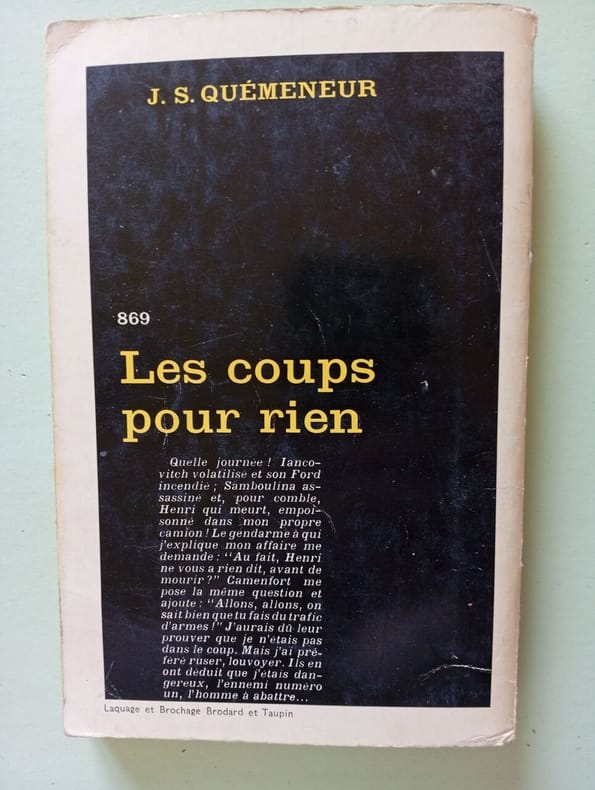 J. S. QUÉMENEUR
869
Les coups
pour rien
Quelle journée ! Ianco-
vitch volatilisé et son Ford
incendié ; Samboulina as-
sassiné et, pour comble,
Henri qui meurt, empoi-
sonné dans mon propre
camion ! Le gendarme à qui
j'explique mon affaire me
demande : "Au fait, Henri
ne vous a rien dit, avant de
mourir ?" Camenfort me
pose la même question et
ajoute : "Allons, allons, on
sait bien que tu fais du trafic
d'armes !" J'aurais dû leur
prouver que je n'étais pas
dans le coup. Mais j'ai pré-
féré ruser, louvoyer. Ils en
ont déduit que j'étais dan-
gereux, l'ennemi numéro
un, l'homme à abattre...
Laquage et Brochage Brodard et Taupin